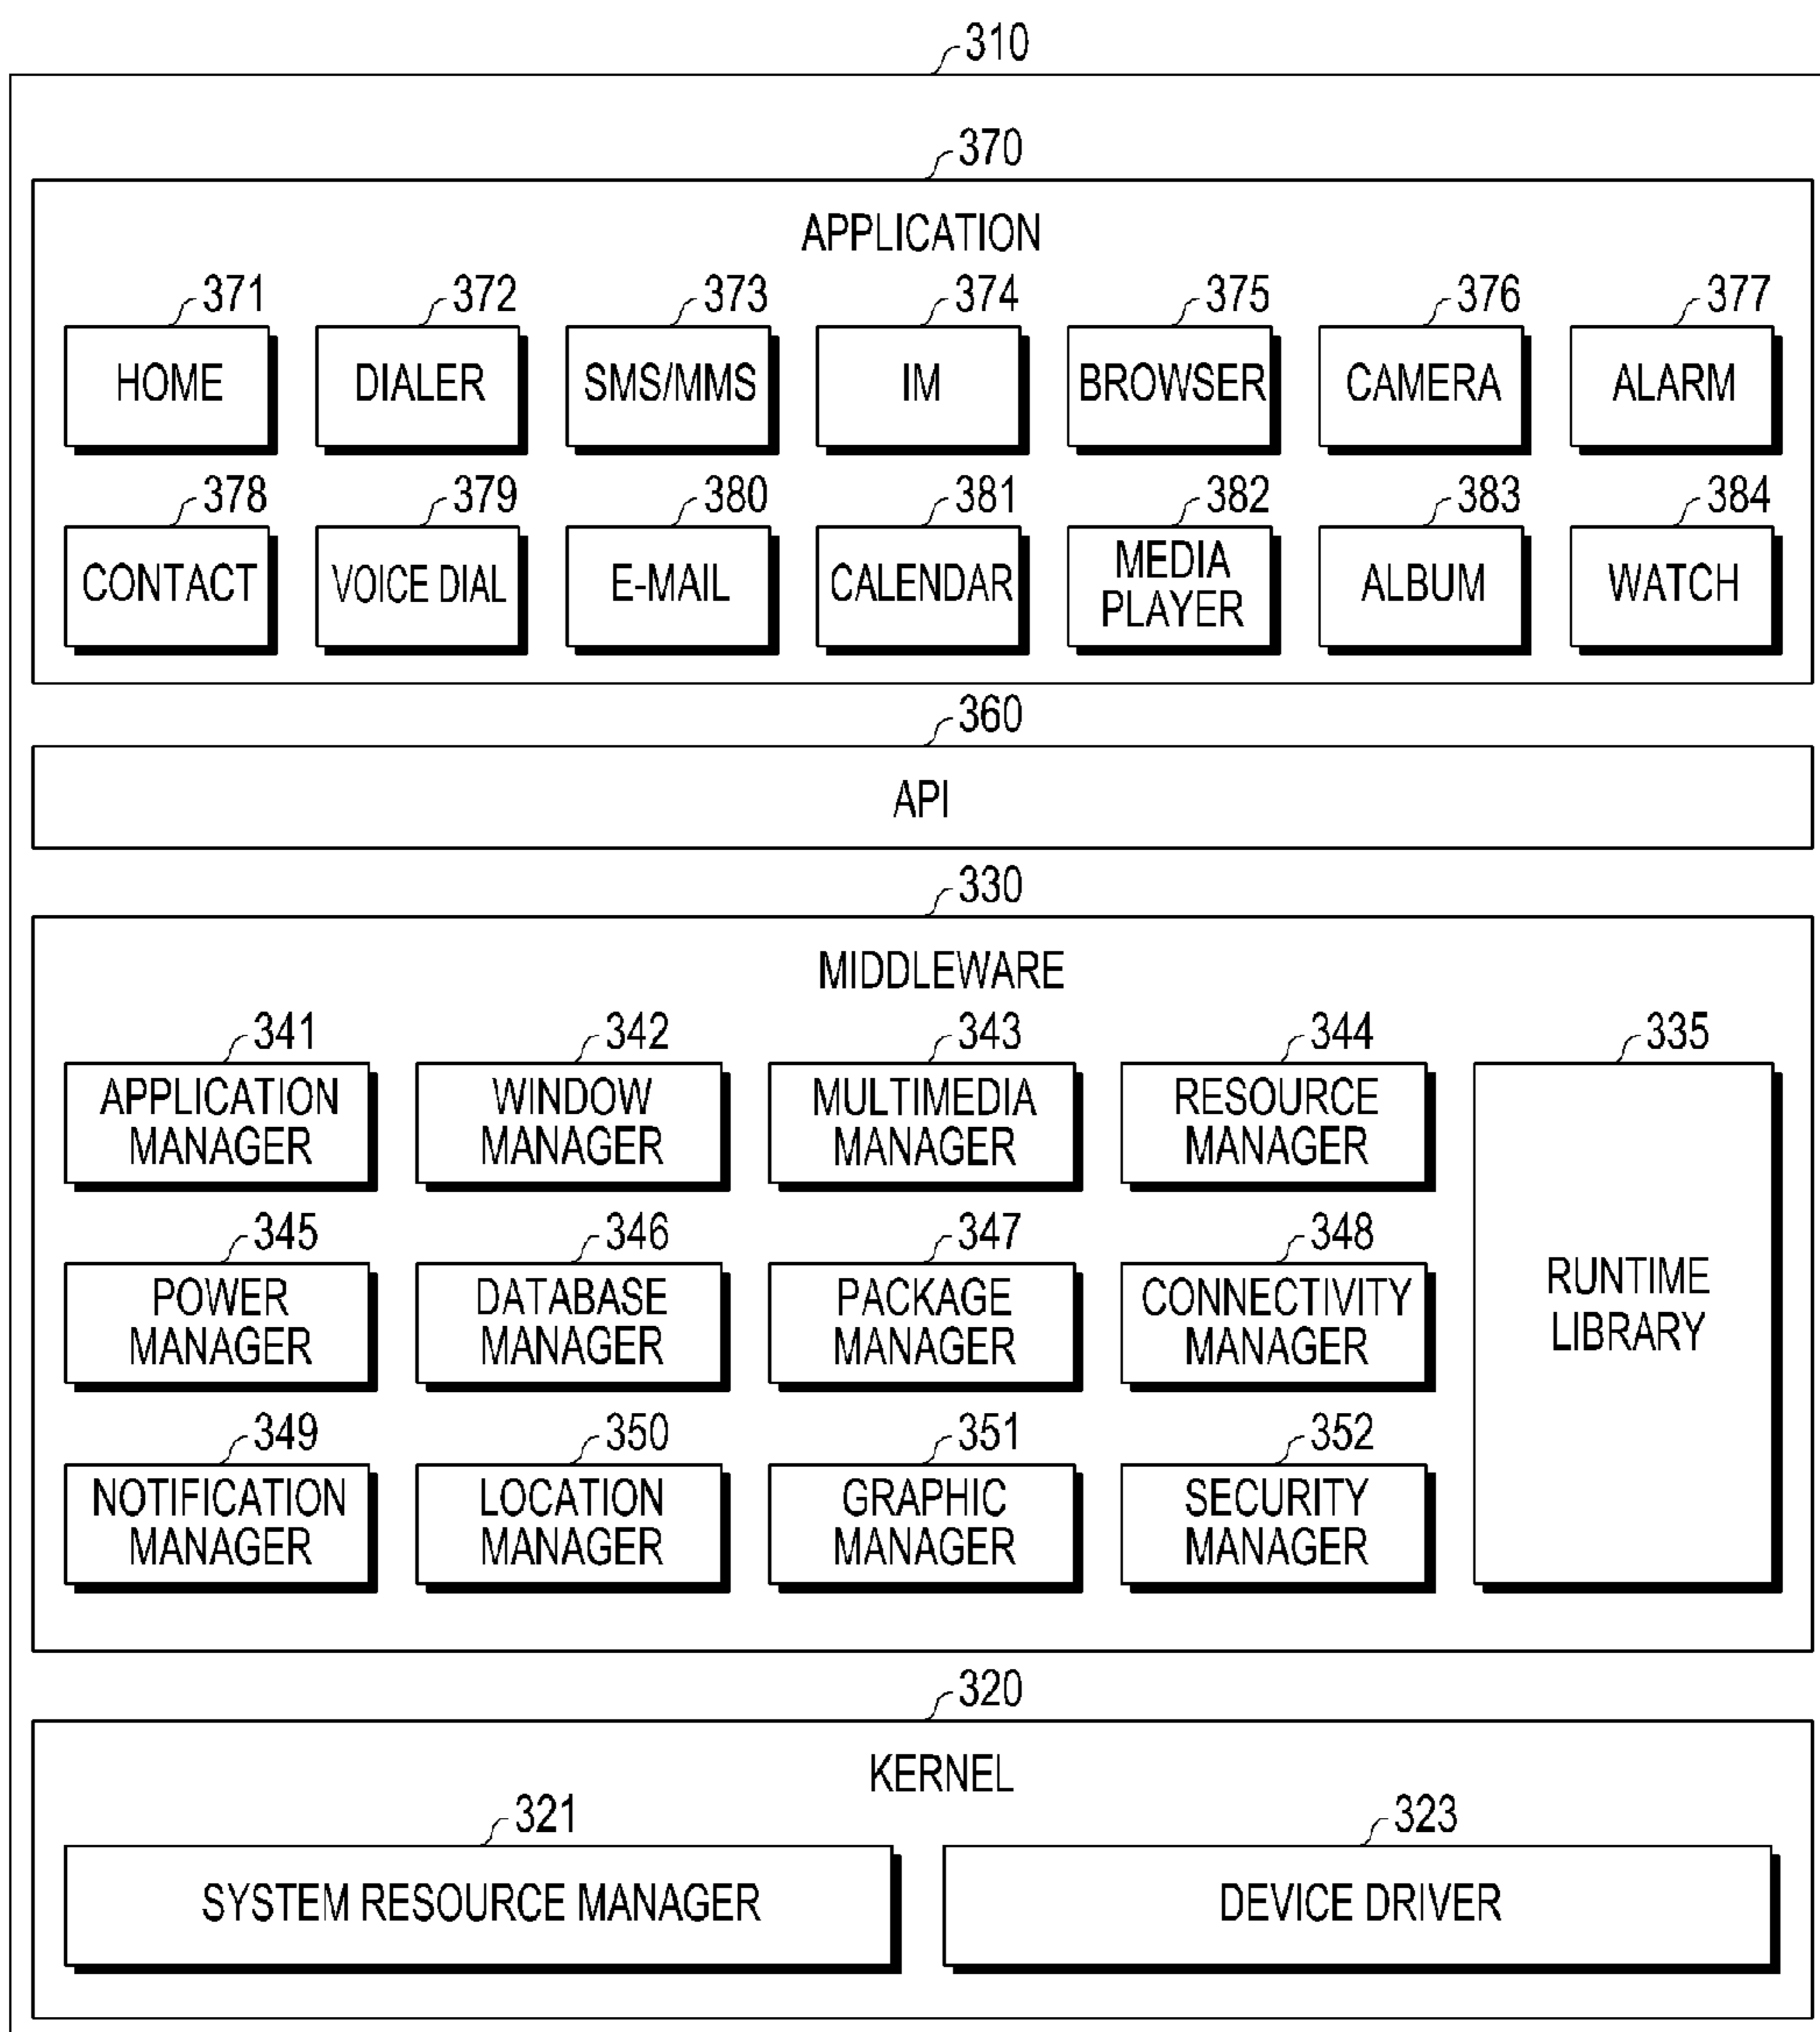 310
370
APPLICATION
371 372 373 374 375 376 377
HOME DIALER SMS/MMS IM BROWSER CAMERA ALARM
378 379 380 381 382 383 384
CONTACT VOICE DIAL E-MAIL CALENDAR MEDIA PLAYER ALBUM WATCH
360
API
330
MIDDLEWARE
341 342 343 344 335
APPLICATION MANAGER WINDOW MANAGER MULTIMEDIA MANAGER RESOURCE MANAGER
345 346 347 348
POWER MANAGER DATABASE MANAGER PACKAGE MANAGER CONNECTIVITY MANAGER RUNTIME LIBRARY
349 350 351 352
NOTIFICATION MANAGER LOCATION MANAGER GRAPHIC MANAGER SECURITY MANAGER
320
KERNEL
321 323
SYSTEM RESOURCE MANAGER DEVICE DRIVER